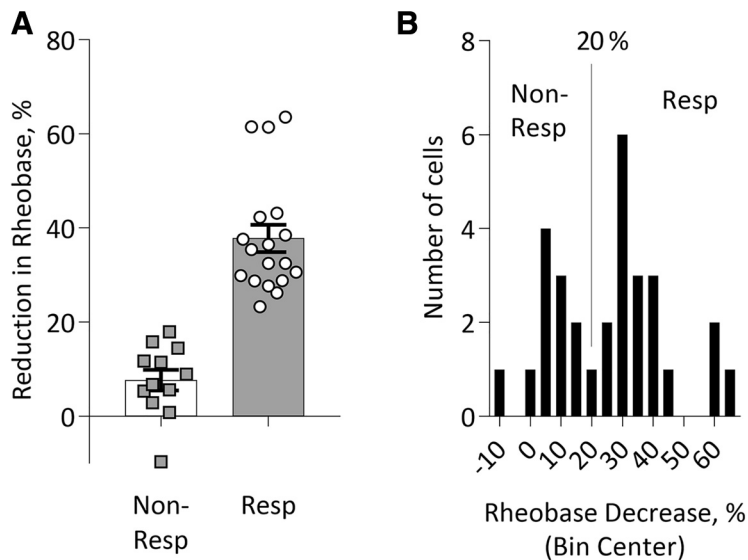 A
Reduction in Rheobase, %
80
60
40
20
0
Non-
Resp
Resp
B
20 %
Non-
Resp
Resp
Number of cells
8
6
4
2
0
-10
0
10
20
30
40
50
60
Rheobase Decrease, %
(Bin Center)